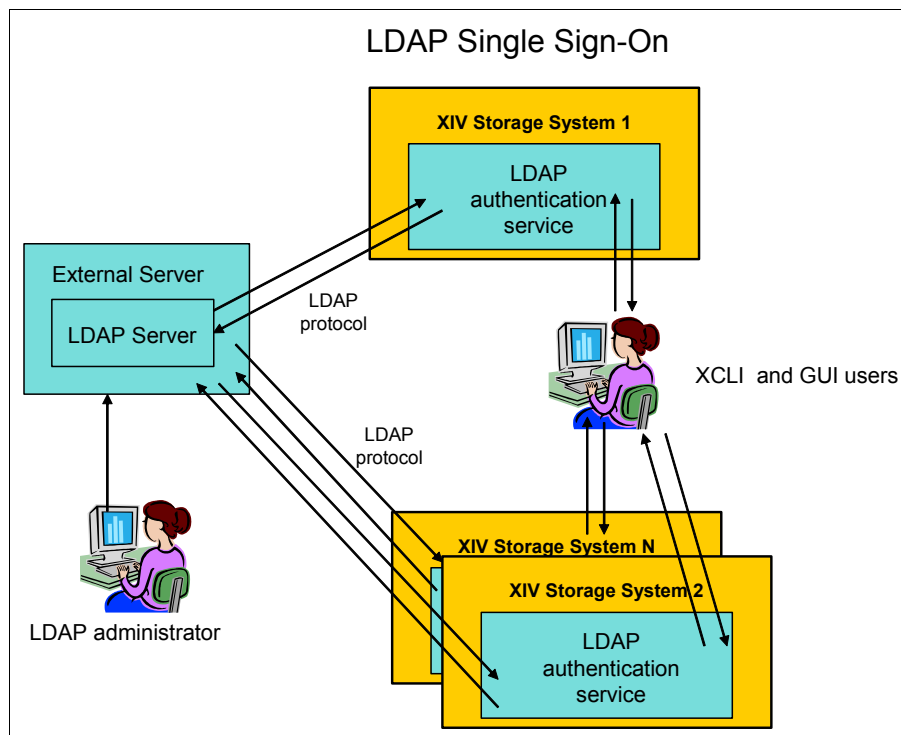 LDAP Single Sign-On
XIV Storage System 1
LDAP
authentication
service
External Server
LDAP Server
LDAP
protocol
XCLI and GUI users
LDAP
protocol
LDAP administrator
XIV Storage System N
XIV Storage System 2
LDAP
authentication
service